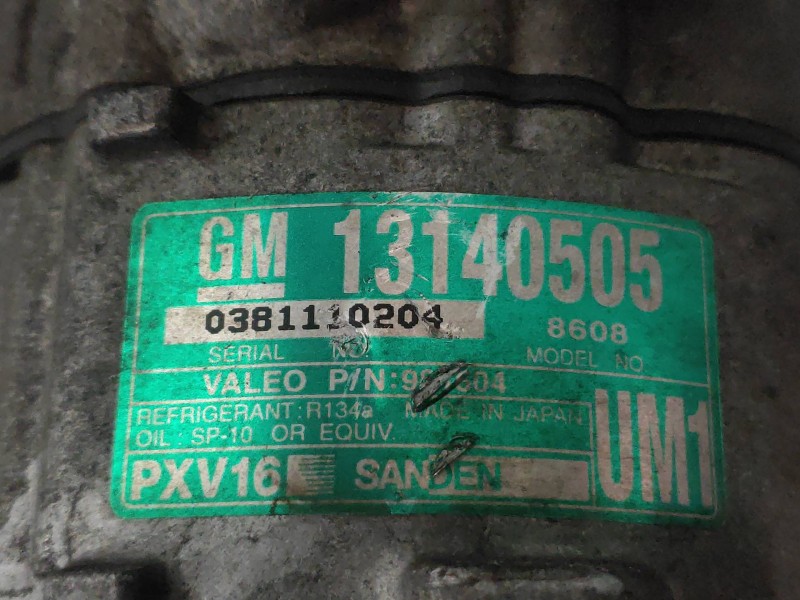 GM 13140505
0381110204 8608
SERIAL NO. MODEL NO.
VALEO P/N:
REFRIGERANT:R134a MADE IN JAPAN
OIL: SP-10 OR EQUIV.
PXV16 SANDEN UM1